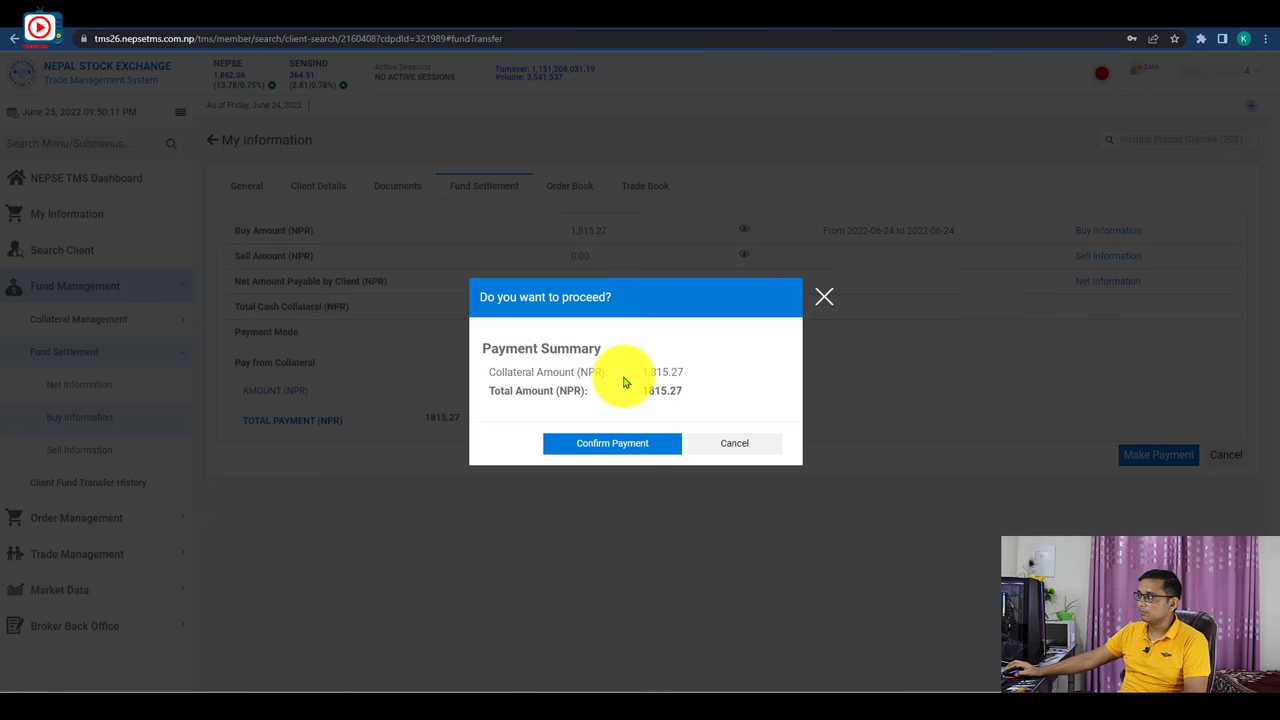 tms26.nepsetms.com.np/tms/member/search/client-search/2160408?cdpdId=321989#fundTransfer
K
NEPAL STOCK EXCHANGE
Trade Management System
NEPSE
1,862.06
(13.78/0.75%)
SENSIND
364.91
(2.81/0.78%)
Active Sessions
NO ACTIVE SESSIONS
Turnover: 1,151,208,031.19
Volume: 3,541,537
4
June 25, 2022 09:50:11 PM
As of Friday, June 24, 2022
Search Menu/Submenus...
My Information
NEPSE TMS Dashboard
My Information
Search Client
Fund Management
Collateral Management
Fund Settlement
Net Information
Buy Information
Sell Information
Client Fund Transfer History
Order Management
Trade Management
Market Data
Broker Back Office
General
Client Details
Documents
Fund Settlement
Order Book
Trade Book
Buy Amount (NPR)
1,815.27
From 2022-06-24 to 2022-06-24
Buy Information
Sell Amount (NPR)
0.00
Sell Information
Net Amount Payable by Client (NPR)
Net Information
Total Cash Collateral (NPR)
Payment Mode
Pay from Collateral
AMOUNT (NPR)
TOTAL PAYMENT (NPR)
1815.27
Make Payment
Cancel
Do you want to proceed?
Payment Summary
Collateral Amount (NPR): 1,815.27
Total Amount (NPR): 1815.27
Confirm Payment
Cancel